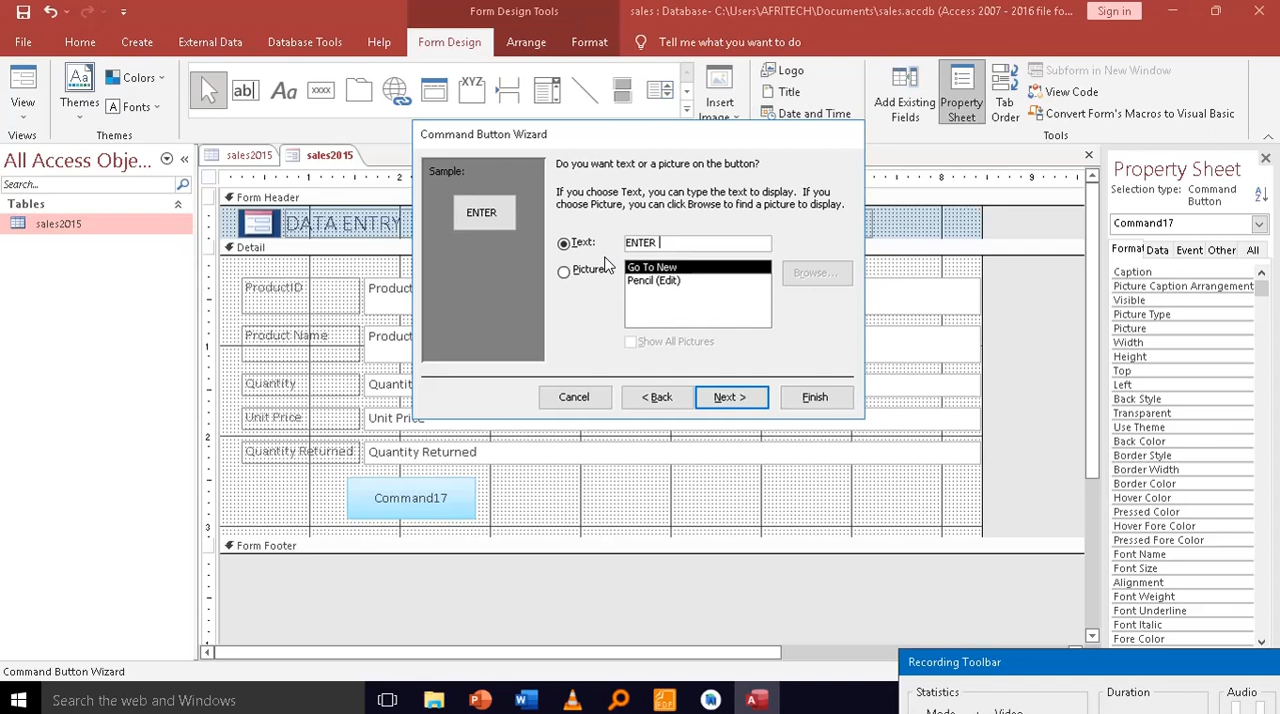 Form Design Tools
sales : Database- C:\Users\AFRITECH\Documents\sales.accdb (Access 2007 - 2016 file fo...
Sign in
File Home Create External Data Database Tools Help Form Design Arrange Format Tell me what you want to do
View
Views
Themes
Colors
Fonts
Themes
ab|
Aa
xxxx
XYZ
Insert
Image
Logo
Title
Date and Time
Add Existing
Fields
Property
Sheet
Tab
Order
Subform in New Window
View Code
Convert Form's Macros to Visual Basic
Tools
All Access Obje...
Search...
Tables
sales2015
sales2015
sales2015
Form Header
DATA ENTRY
Detail
ProductID
Product
Product Name
Product
Quantity
Quanti
Unit Price
Unit Pri
Quantity Returned
Quantity Returned
Command17
Form Footer
Command Button Wizard
Sample:
ENTER
Do you want text or a picture on the button?
If you choose Text, you can type the text to display. If you
choose Picture, you can click Browse to find a picture to display.
Text:
ENTER
Picture
Go To New
Pencil (Edit)
Browse...
Show All Pictures
Cancel
< Back
Next >
Finish
Property Sheet
Selection type: Command
Button
Command17
Format Data Event Other All
Caption
Picture Caption Arrangement
Visible
Picture Type
Picture
Width
Height
Top
Left
Back Style
Transparent
Use Theme
Back Color
Border Style
Border Width
Border Color
Hover Color
Pressed Color
Hover Fore Color
Pressed Fore Color
Font Name
Font Size
Alignment
Font Weight
Font Underline
Font Italic
Fore Color
Command Button Wizard
Recording Toolbar
Statistics
Duration
Audio
Search the web and Windows